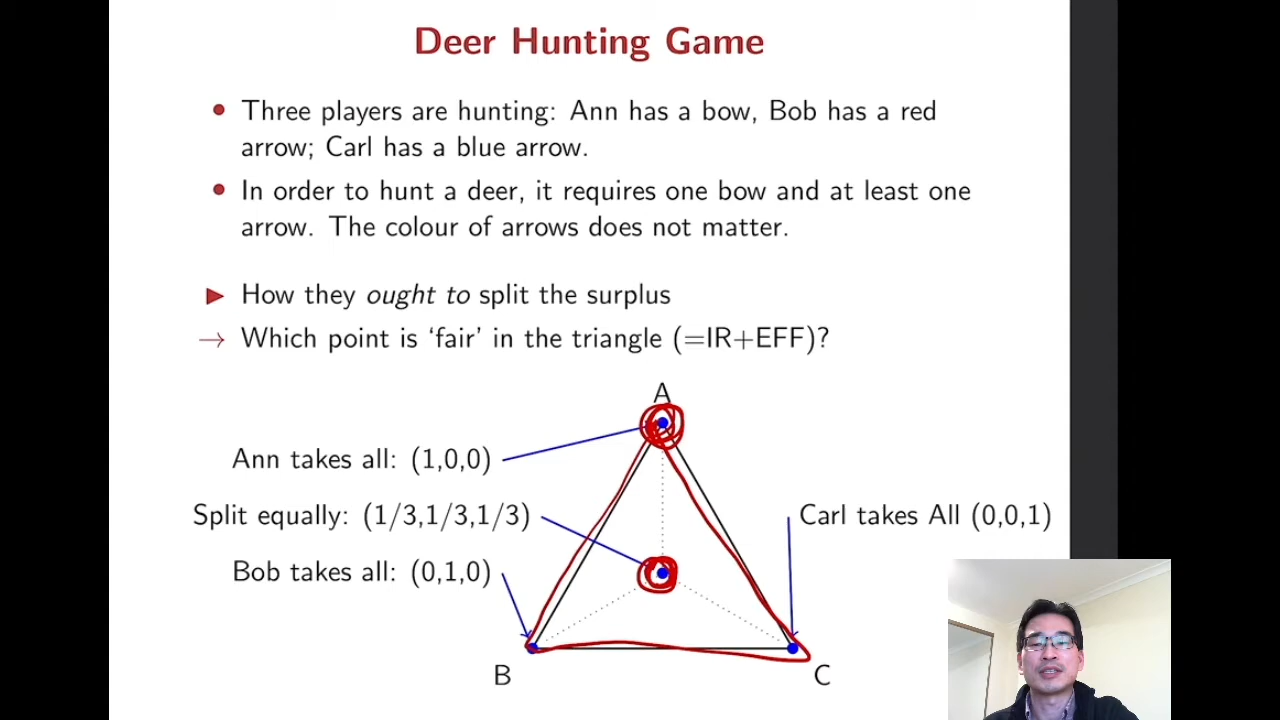 Deer Hunting Game
• Three players are hunting: Ann has a bow, Bob has a red
arrow; Carl has a blue arrow.
• In order to hunt a deer, it requires one bow and at least one
arrow. The colour of arrows does not matter.
▶ How they ought to split the surplus
→ Which point is ‘fair’ in the triangle (=IR+EFF)?
A
Ann takes all: (1,0,0)
Split equally: (1/3,1/3,1/3)
Carl takes All (0,0,1)
Bob takes all: (0,1,0)
B
C